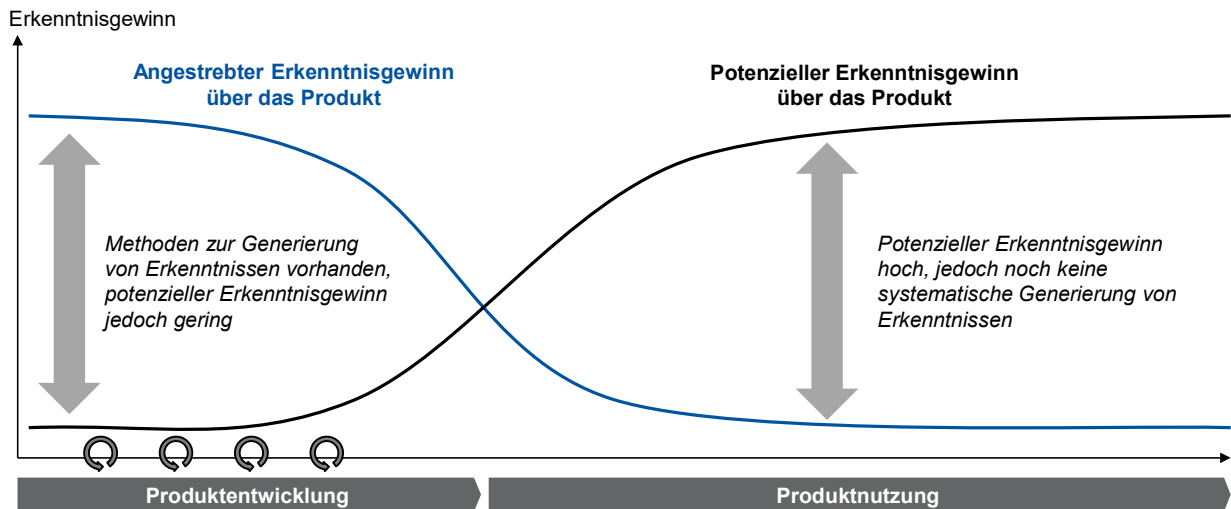 Erkenntnisgewinn
Angestrebter Erkenntnisgewinn
über das Produkt
Potenzieller Erkenntnisgewinn
über das Produkt
Methoden zur Generierung
von Erkenntnissen vorhanden,
potenzieller Erkenntnisgewinn
jedoch gering
Potenzieller Erkenntnisgewinn
hoch, jedoch noch keine
systematische Generierung von
Erkenntnissen
Produktentwicklung
Produktnutzung